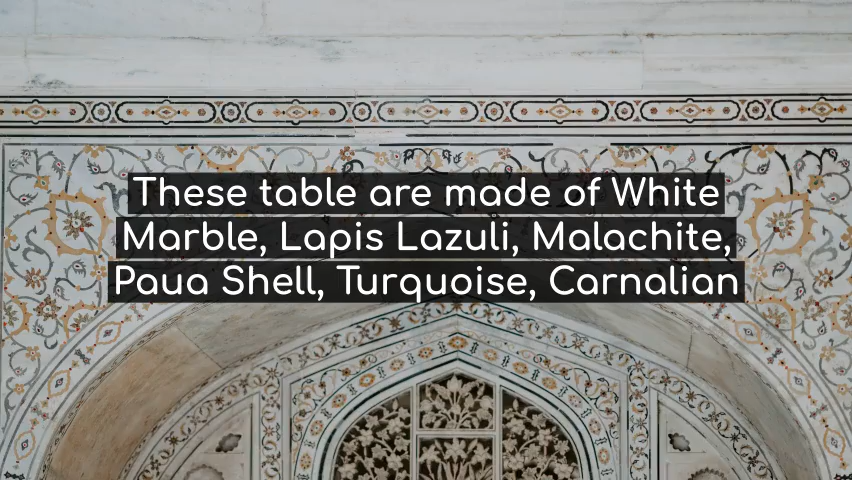 These table are made of White
Marble, Lapis Lazuli, Malachite,
Paua Shell, Turquoise, Carnalian